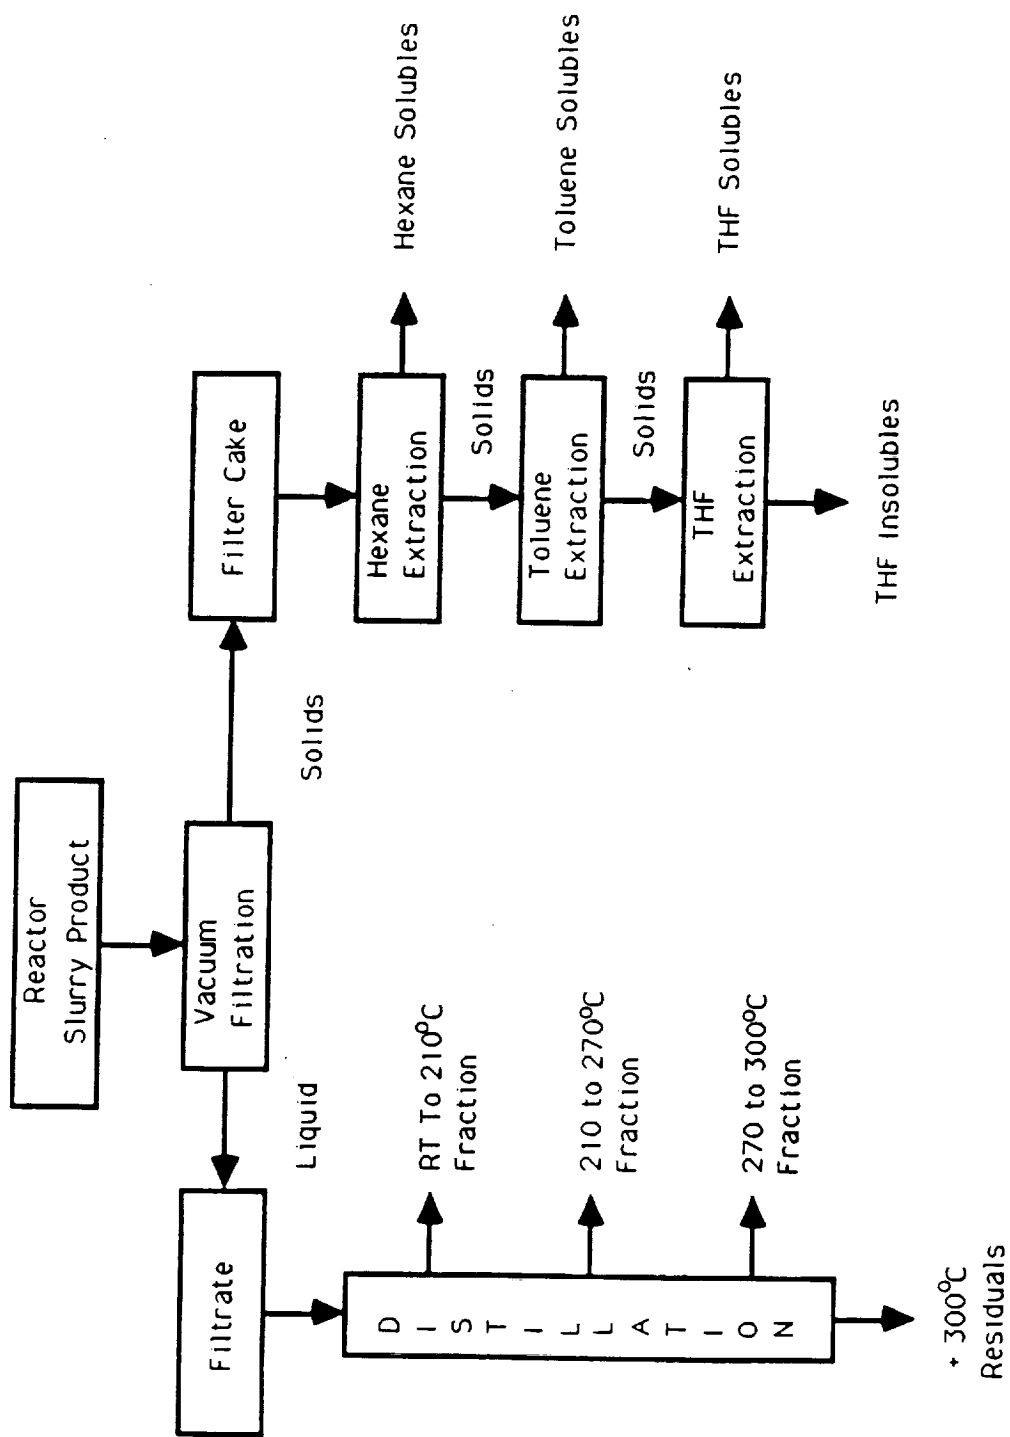 Reactor
Slurry Product
Vacuum
Filtration
Liquid
Solids
Filtrate
Filter Cake
D
I
S
T
I
L
L
A
T
I
O
N
RT To 210°C
Fraction
210 to 270°C
Fraction
270 to 300°C
Fraction
+ 300°C
Residuals
Hexane
Extraction
Hexane Solubles
Solids
Toluene
Extraction
Toluene Solubles
Solids
THF
Extraction
THF Solubles
THF Insolubles